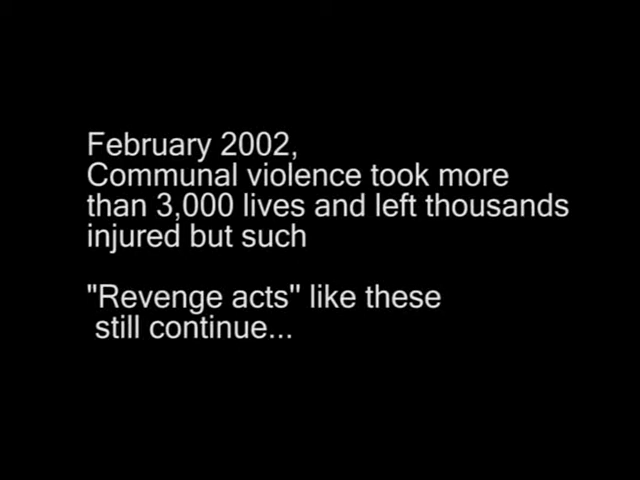 February 2002,
Communal violence took more
than 3,000 lives and left thousands
injured but such
"Revenge acts" like these
still continue...